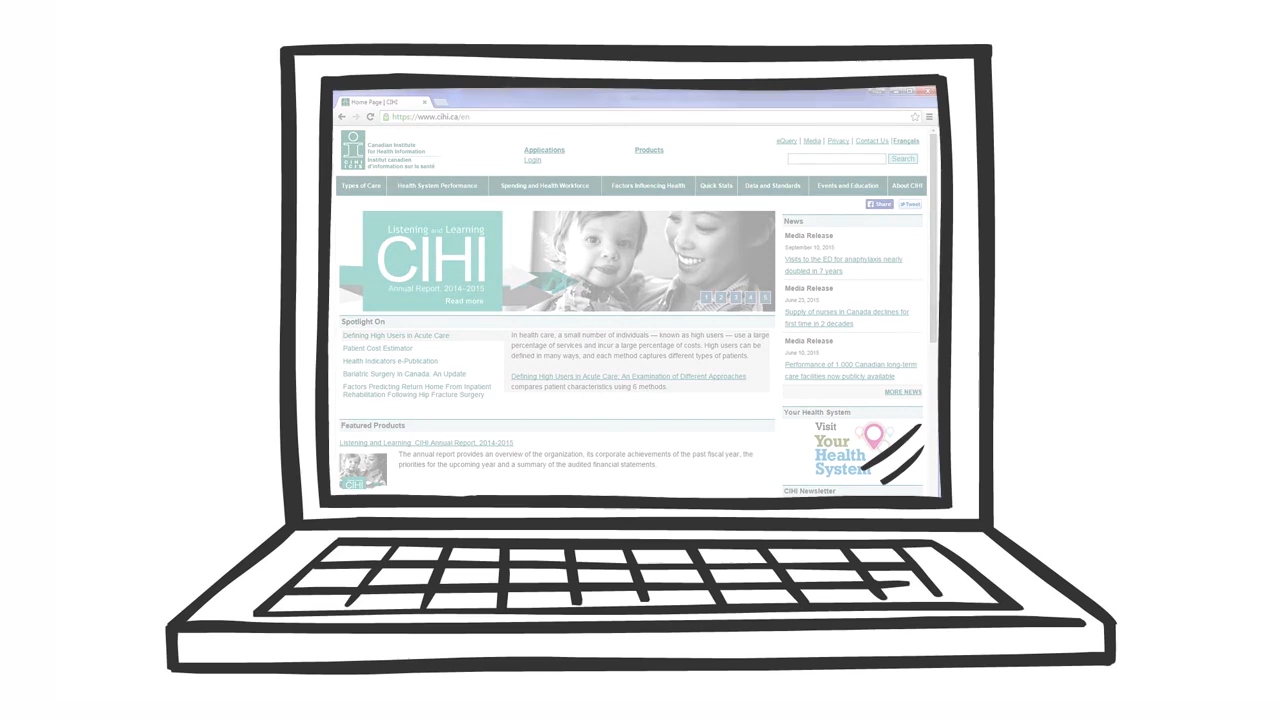 Home Page | CIHI
https://www.cihi.ca/en
Canadian Institute
for Health Information
Institut canadien
d'information sur la santé
CIHI
ICIS
Applications
Login
Products
eQuery | Media | Privacy | Contact Us | Français
Search
Types of Care
Health System Performance
Spending and Health Workforce
Factors Influencing Health
Quick Stats
Data and Standards
Events and Education
About CIHI
Share
Tweet
Listening and Learning
CIHI
Annual Report, 2014–2015
Read more
1 2 3 4 5
Spotlight On
Defining High Users in Acute Care
Patient Cost Estimator
Health Indicators e-Publication
Bariatric Surgery in Canada: An Update
Factors Predicting Return Home From Inpatient
Rehabilitation Following Hip Fracture Surgery
In health care, a small number of individuals — known as high users — use a large
percentage of services and incur a large percentage of costs. High users can be
defined in many ways, and each method captures different types of patients.
Defining High Users in Acute Care: An Examination of Different Approaches
compares patient characteristics using 6 methods.
Featured Products
Listening and Learning: CIHI Annual Report, 2014-2015
The annual report provides an overview of the organization, its corporate achievements of the past fiscal year, the
priorities for the upcoming year and a summary of the audited financial statements.
CIHI
News
Media Release
September 10, 2015
Visits to the ED for anaphylaxis nearly
doubled in 7 years
Media Release
June 23, 2015
Supply of nurses in Canada declines for
first time in 2 decades
Media Release
June 10, 2015
Performance of 1,000 Canadian long-term
care facilities now publicly available
MORE NEWS
Your Health System
Visit
Your
Health
System
CIHI Newsletter